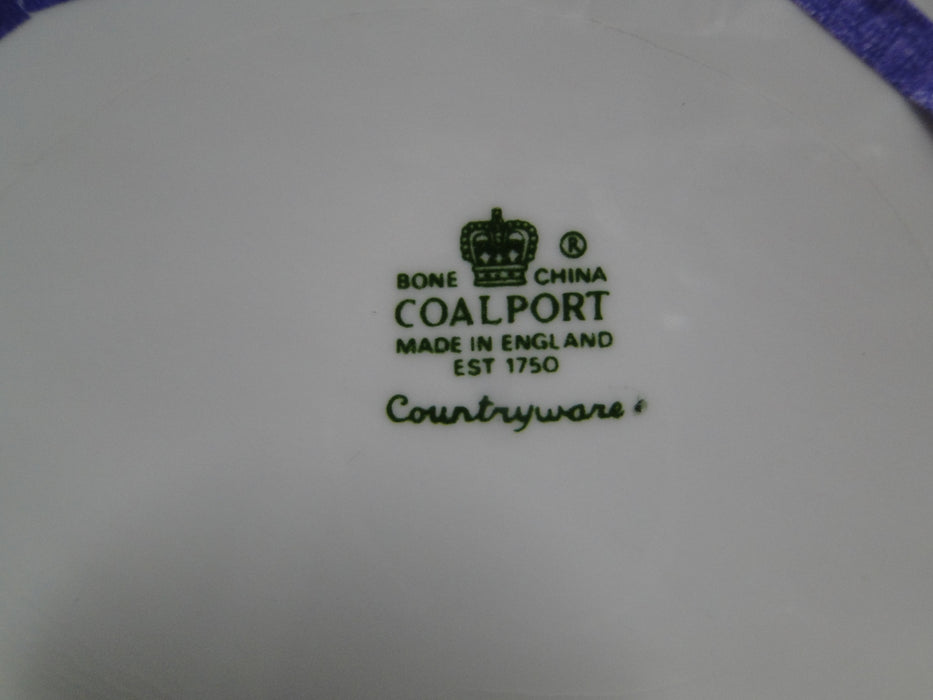 ®
BONE CHINA
COALPORT
MADE IN ENGLAND
EST 1750
Countryware